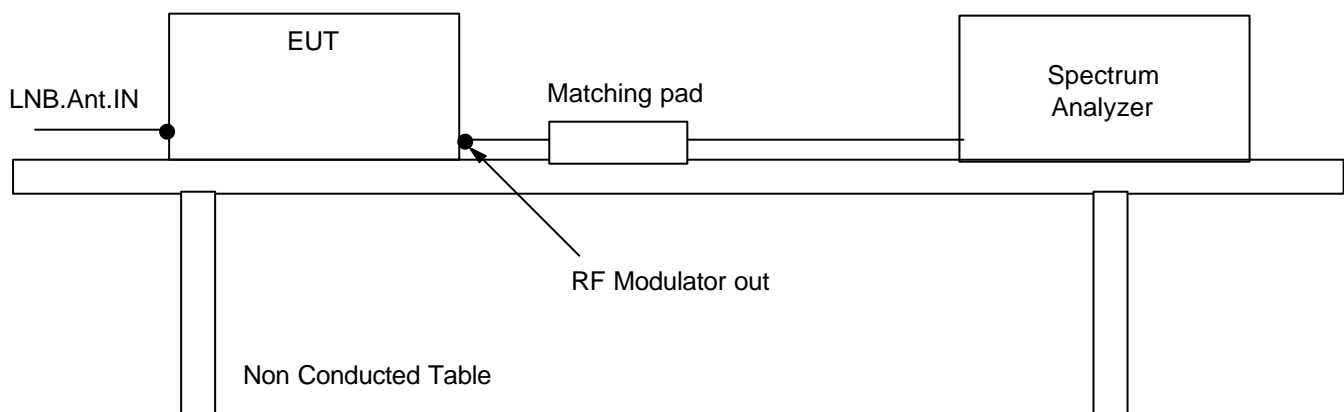 EUT
LNB.Ant.IN
Matching pad
Spectrum
Analyzer
RF Modulator out
Non Conducted Table